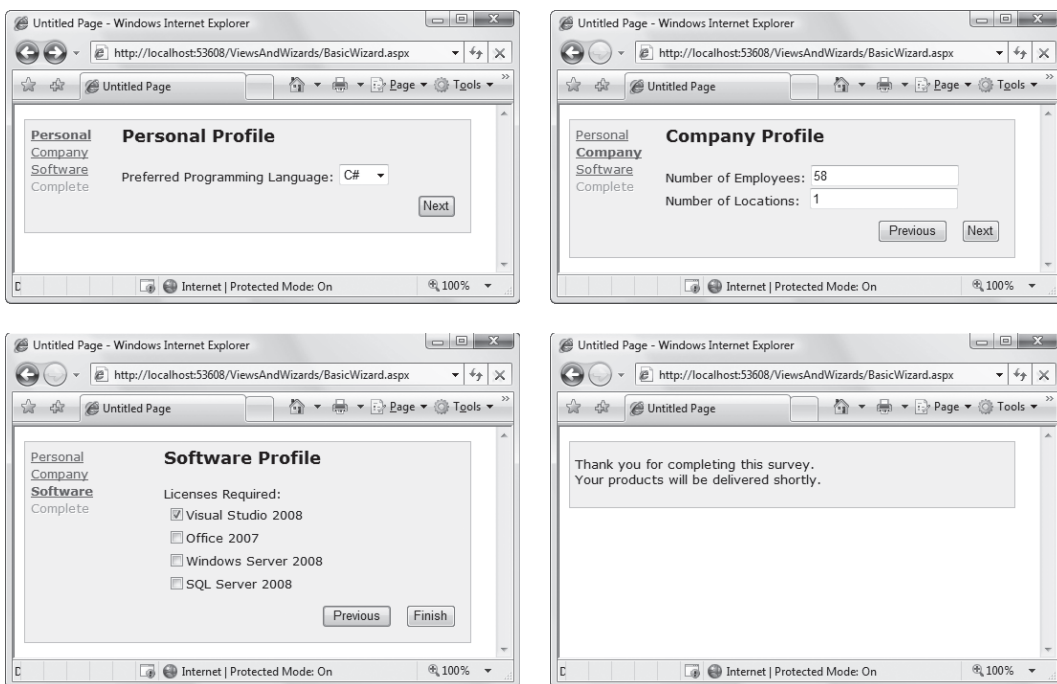 Untitled Page - Windows Internet Explorer
http://localhost:53608/ViewsAndWizards/BasicWizard.aspx
Untitled Page
Page
Tools
Personal
Company
Software
Complete
Personal Profile
Preferred Programming Language: C#
Next
Internet | Protected Mode: On
100%
Untitled Page - Windows Internet Explorer
http://localhost:53608/ViewsAndWizards/BasicWizard.aspx
Untitled Page
Page
Tools
Personal
Company
Software
Complete
Company Profile
Number of Employees: 58
Number of Locations: 1
Previous
Next
Internet | Protected Mode: On
100%
Untitled Page - Windows Internet Explorer
http://localhost:53608/ViewsAndWizards/BasicWizard.aspx
Untitled Page
Page
Tools
Personal
Company
Software
Complete
Software Profile
Licenses Required:
Visual Studio 2008
Office 2007
Windows Server 2008
SQL Server 2008
Previous
Finish
Internet | Protected Mode: On
100%
Untitled Page - Windows Internet Explorer
http://localhost:53608/ViewsAndWizards/BasicWizard.aspx
Untitled Page
Page
Tools
Thank you for completing this survey.
Your products will be delivered shortly.
Internet | Protected Mode: On
100%